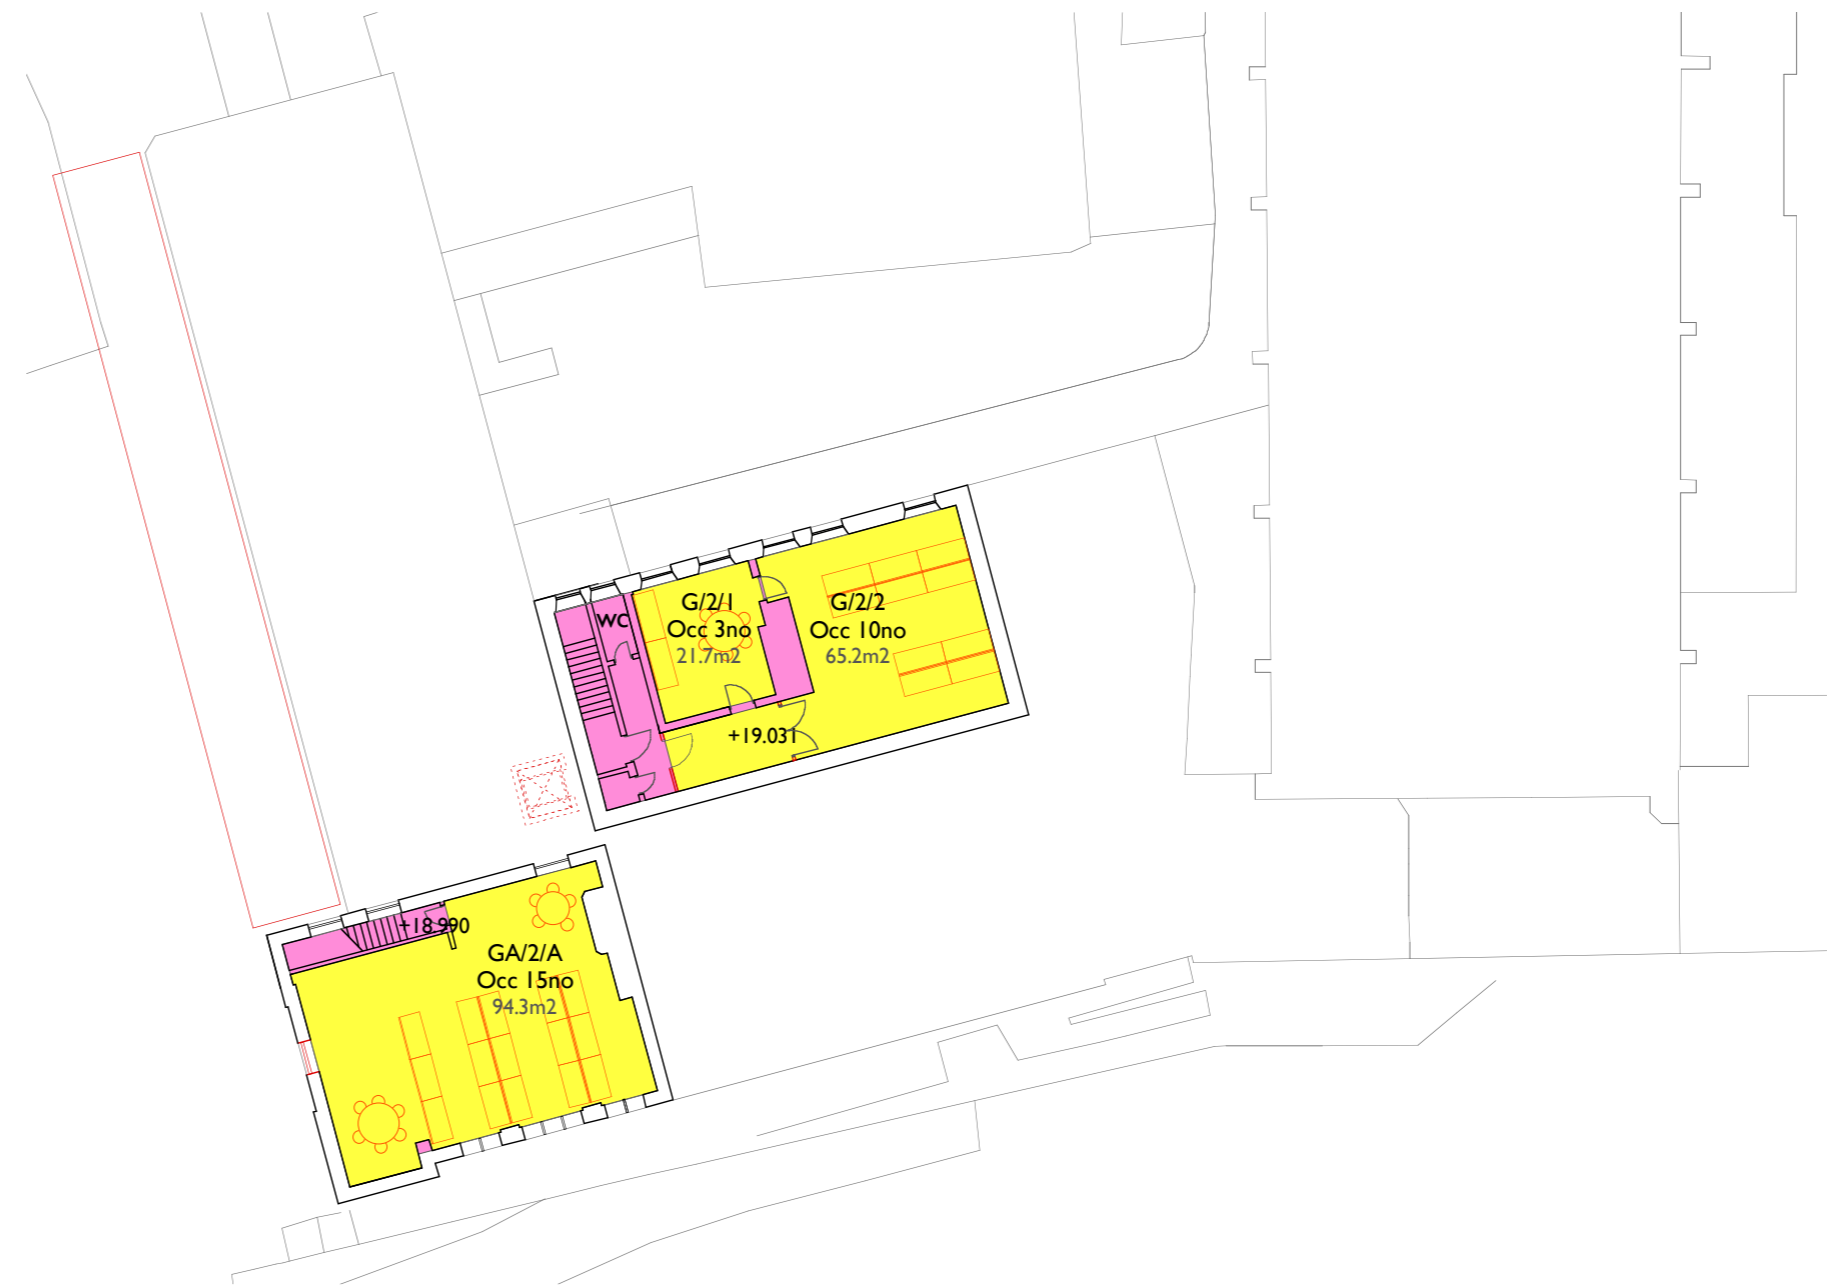 WC
G/2/1
Occ 3no
21.7m2
G/2/2
Occ 10no
65.2m2
+19.031
+18.990
GA/2/A
Occ 15no
94.3m2